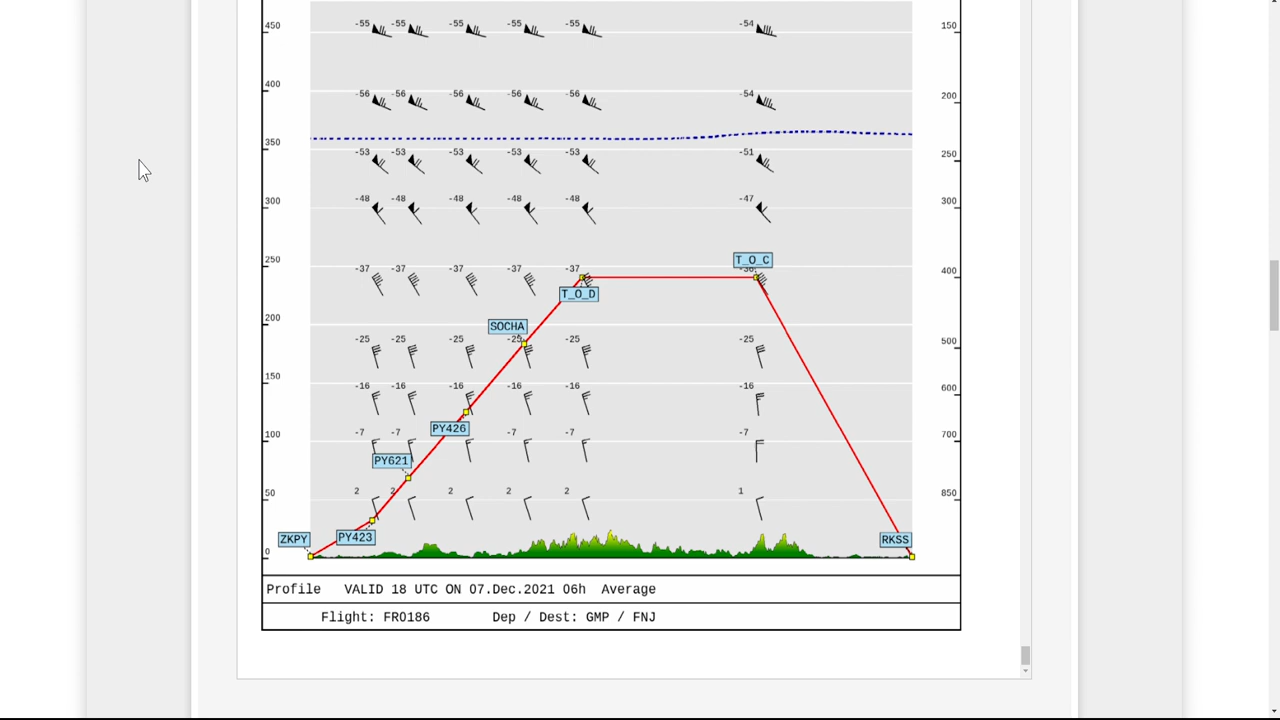 450 -55 -55 -55 -55 -55 -54 150
400 -56 -56 -56 -56 -56 -54 200
350 -53 -53 -53 -53 -53 -51 250
300 -48 -48 -48 -48 -48 -47 300
T_O_C
250 -37 -37 -37 -37 -37 -36 400
T_O_D
200 SOCHA
-25 -25 -25 -25 -25 -25 500
150 -16 -16 -16 -16 -16 -16 600
PY426
100 -7 -7 -7 -7 -7 700
PY621
50 2 2 2 2 2 1 850
ZKPY PY423 RKSS
0
Profile VALID 18 UTC ON 07.Dec.2021 06h Average
Flight: FRO186 Dep / Dest: GMP / FNJ